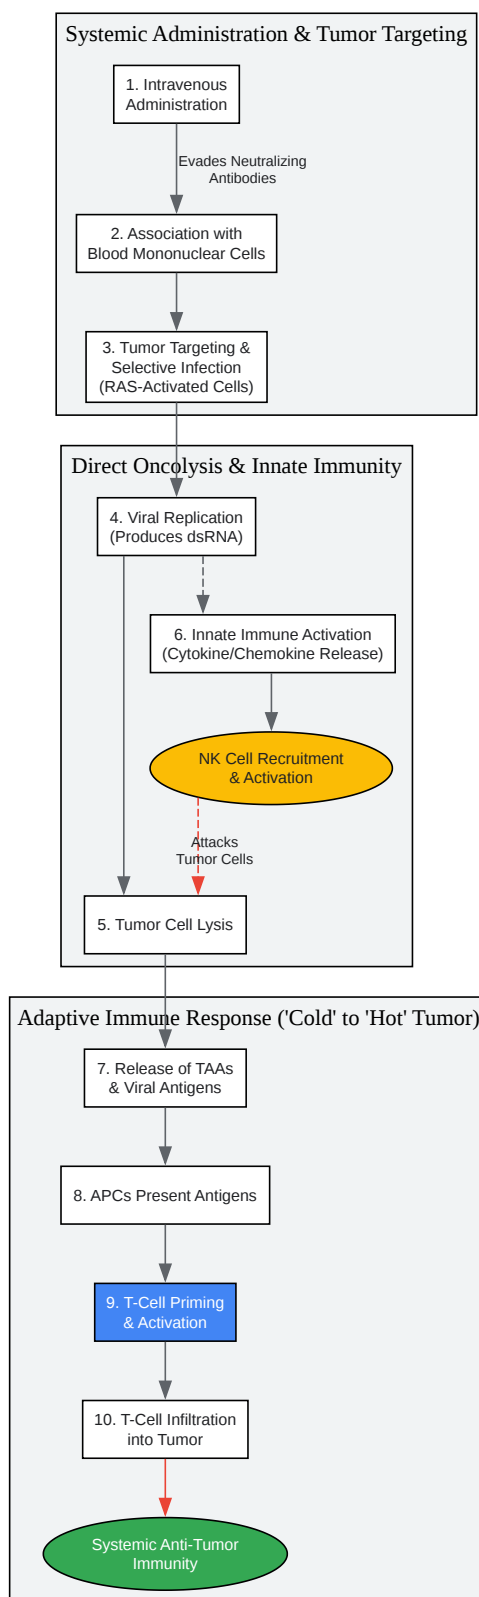 Systemic Administration & Tumor Targeting
1. Intravenous
Administration
Evades Neutralizing
Antibodies
2. Association with
Blood Mononuclear Cells
3. Tumor Targeting &
Selective Infection
(RAS-Activated Cells)
Direct Oncolysis & Innate Immunity
4. Viral Replication
(Produces dsRNA)
6. Innate Immune Activation
(Cytokine/Chemokine Release)
NK Cell Recruitment
& Activation
Attacks
Tumor Cells
5. Tumor Cell Lysis
Adaptive Immune Response ('Cold' to 'Hot' Tumor)
7. Release of TAAs
& Viral Antigens
8. APCs Present Antigens
9. T-Cell Priming
& Activation
10. T-Cell Infiltration
into Tumor
Systemic Anti-Tumor
Immunity